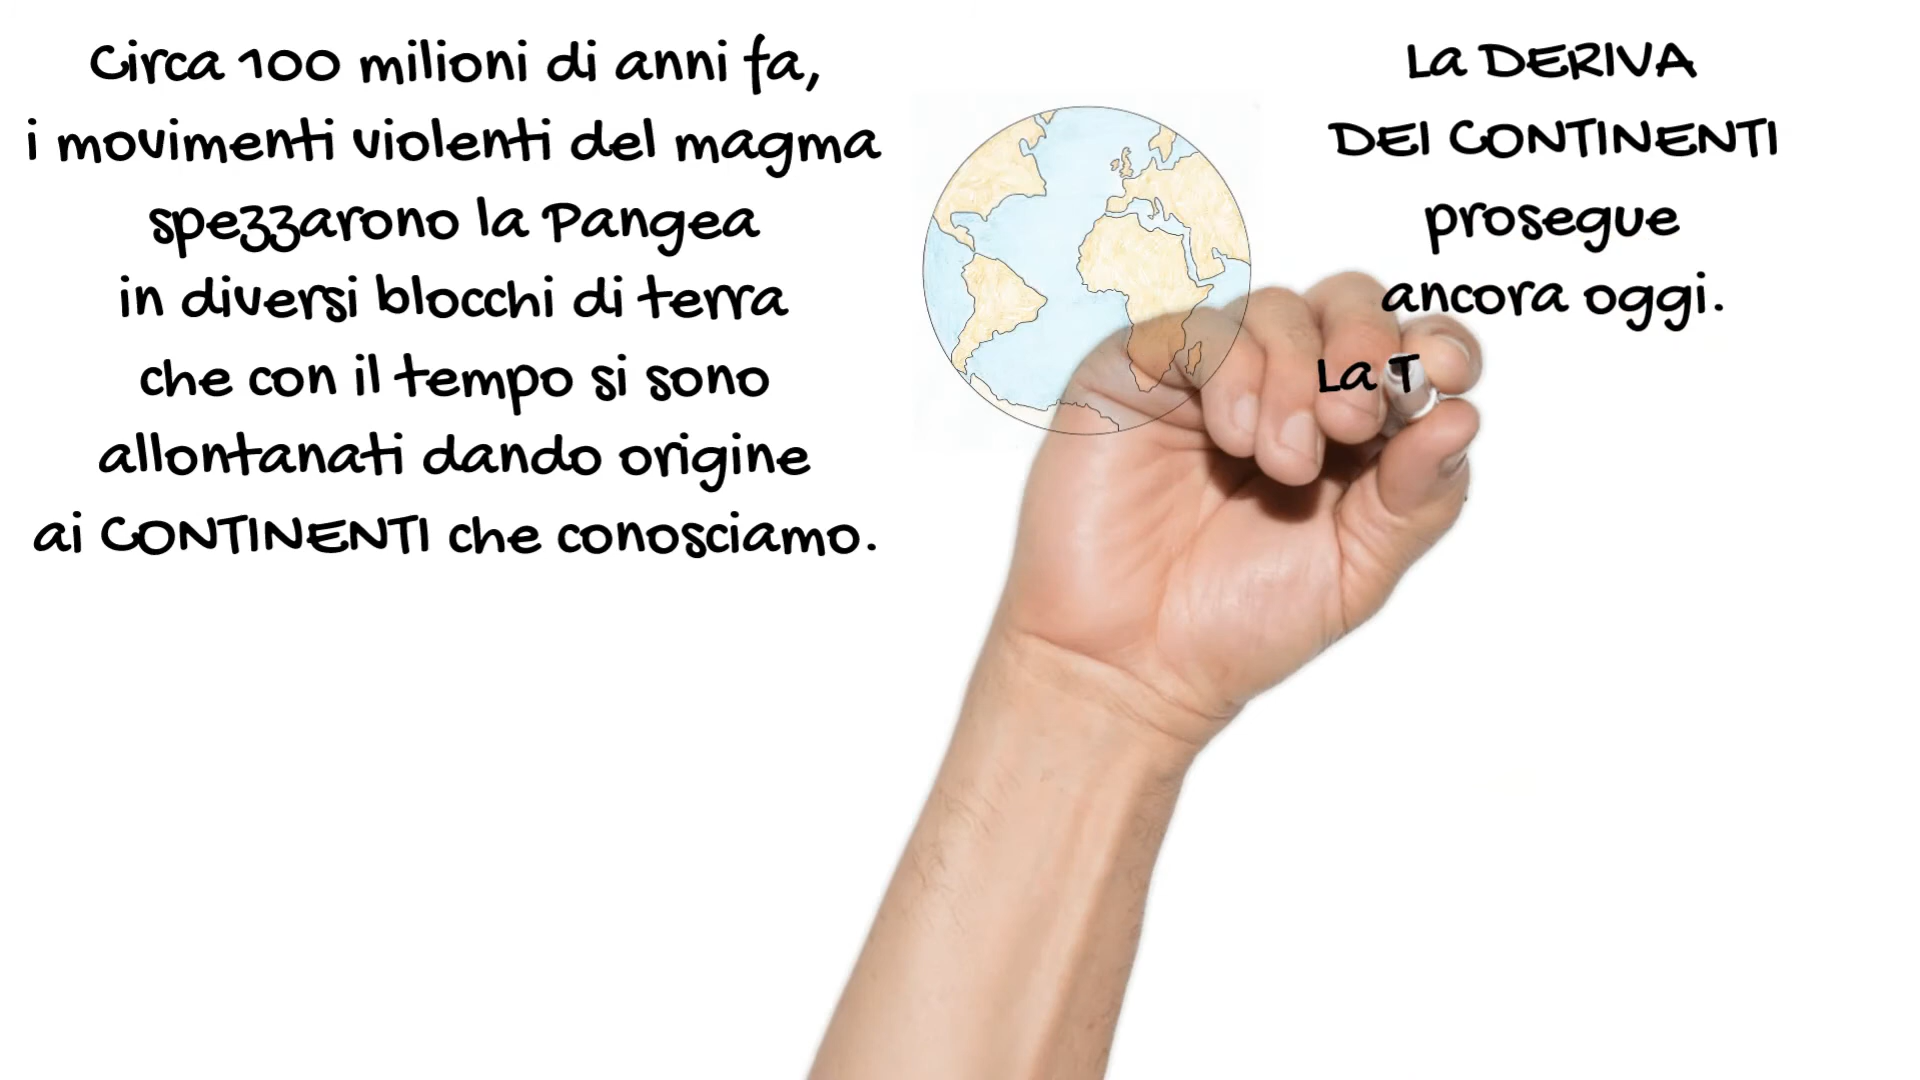 Circa 100 milioni di anni fa,
i movimenti violenti del magma
spezzarono la Pangea
in diversi blocchi di terra
che con il tempo si sono
allontanati dando origine
ai CONTINENTI che conosciamo.
La DERIVA
DEI CONTINENTI
prosegue
ancora oggi.
La T